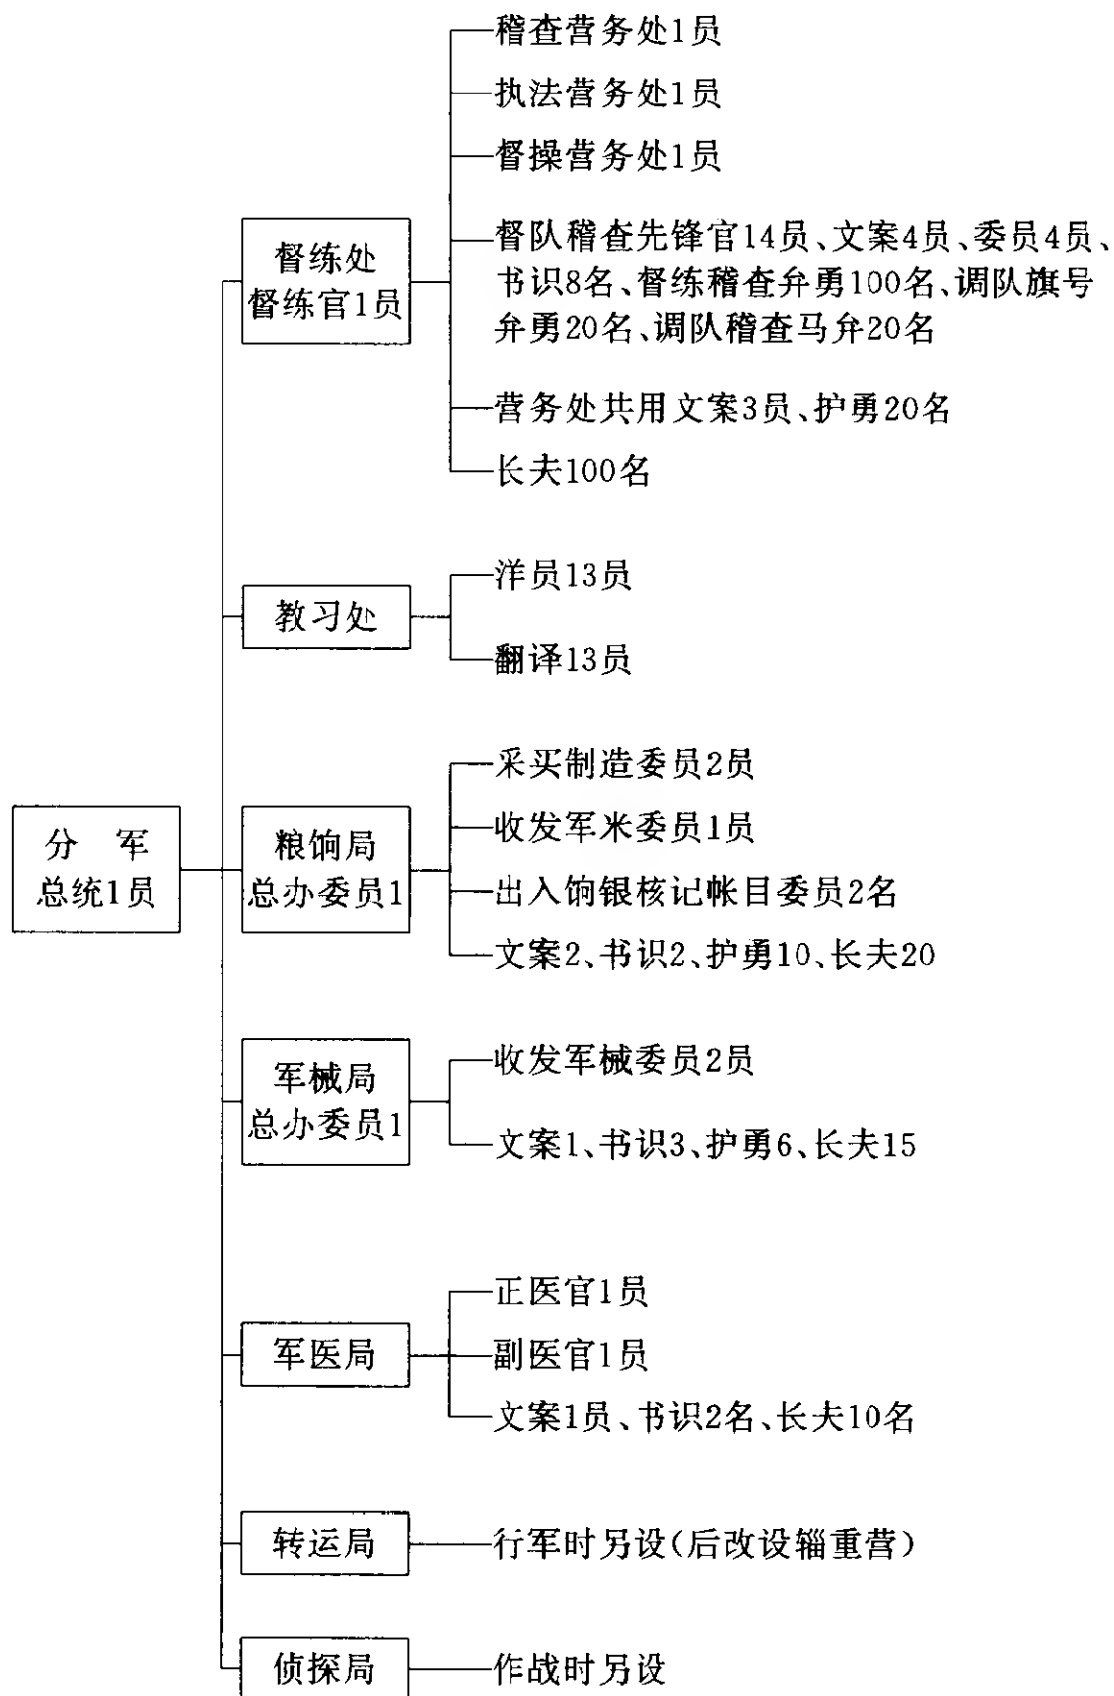 分 军
总统1员
督练处
督练官1员
稽查营务处1员
执法营务处1员
督操营务处1员
督队稽查先锋官14员、文案4员、委员4员、
书识8名、督练稽查弁勇100名、调队旗号
弁勇20名、调队稽查马弁20名
营务处共用文案3员、护勇20名
长夫100名
教习处
洋员13员
翻译13员
粮饷局
总办委员1
采买制造委员2员
收发军米委员1员
出入饷银核记帐目委员2名
文案2、书识2、护勇10、长夫20
军械局
总办委员1
收发军械委员2员
文案1、书识3、护勇6、长夫15
军医局
正医官1员
副医官1员
文案1员、书识2名、长夫10名
转运局
行军时另设(后改设辎重营)
侦探局
作战时另设